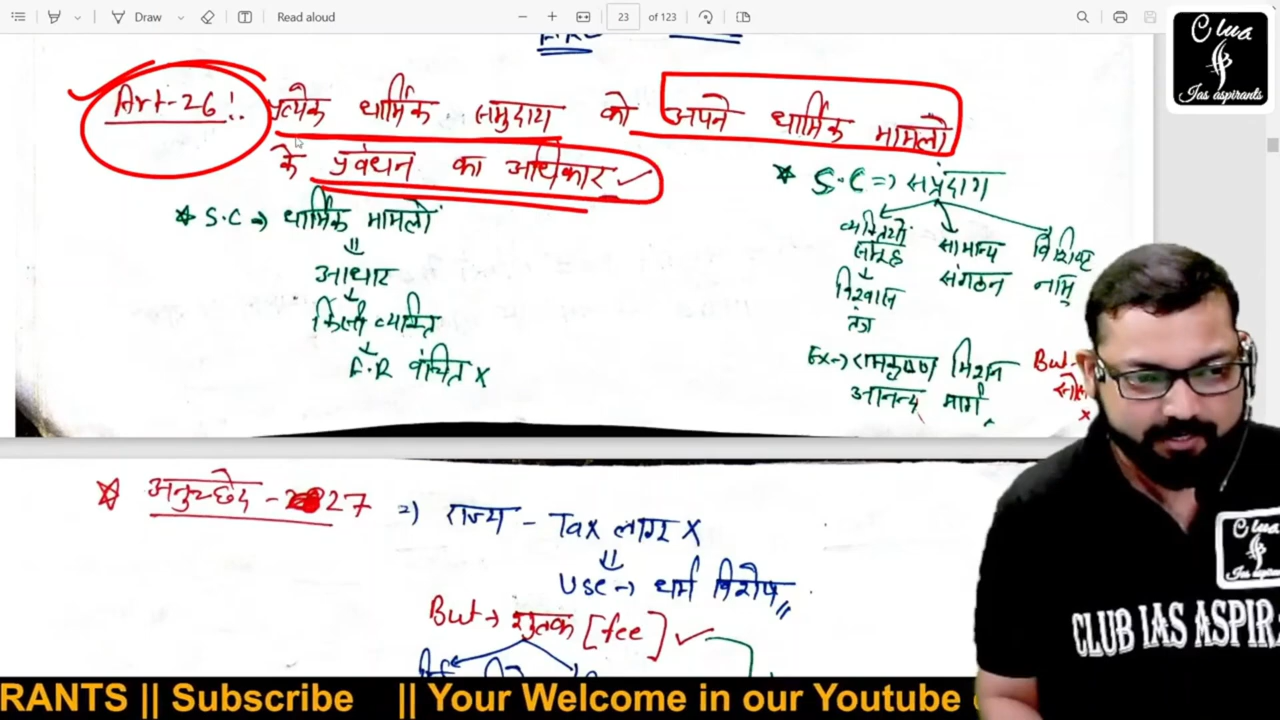 Draw
Read aloud
23 of 123
Club
Ias aspirants
Art-26!. प्रत्येक धार्मिक समुदाय को अपने धार्मिक मामलो
के प्रबंधन का अधिकार
* S.C => संप्रदाय
* S.C => धार्मिक मामलों
आधार
किसी व्यक्ति
F.R वंचित x
व्यक्तियों सामान्य विशिष्ट
समूह संगठन नाम
विश्वास
तंत्र
Ex-> रामकृष्ण मिशन
आनन्द मार्ग
But-
x
अनुच्छेद - 27 => राज्य - Tax लागू X
USE -> धर्म विशेष
But -> शुल्क [fee]
CLUB IAS ASPIRA
RANTS || Subscribe || Your Welcome in our Youtube